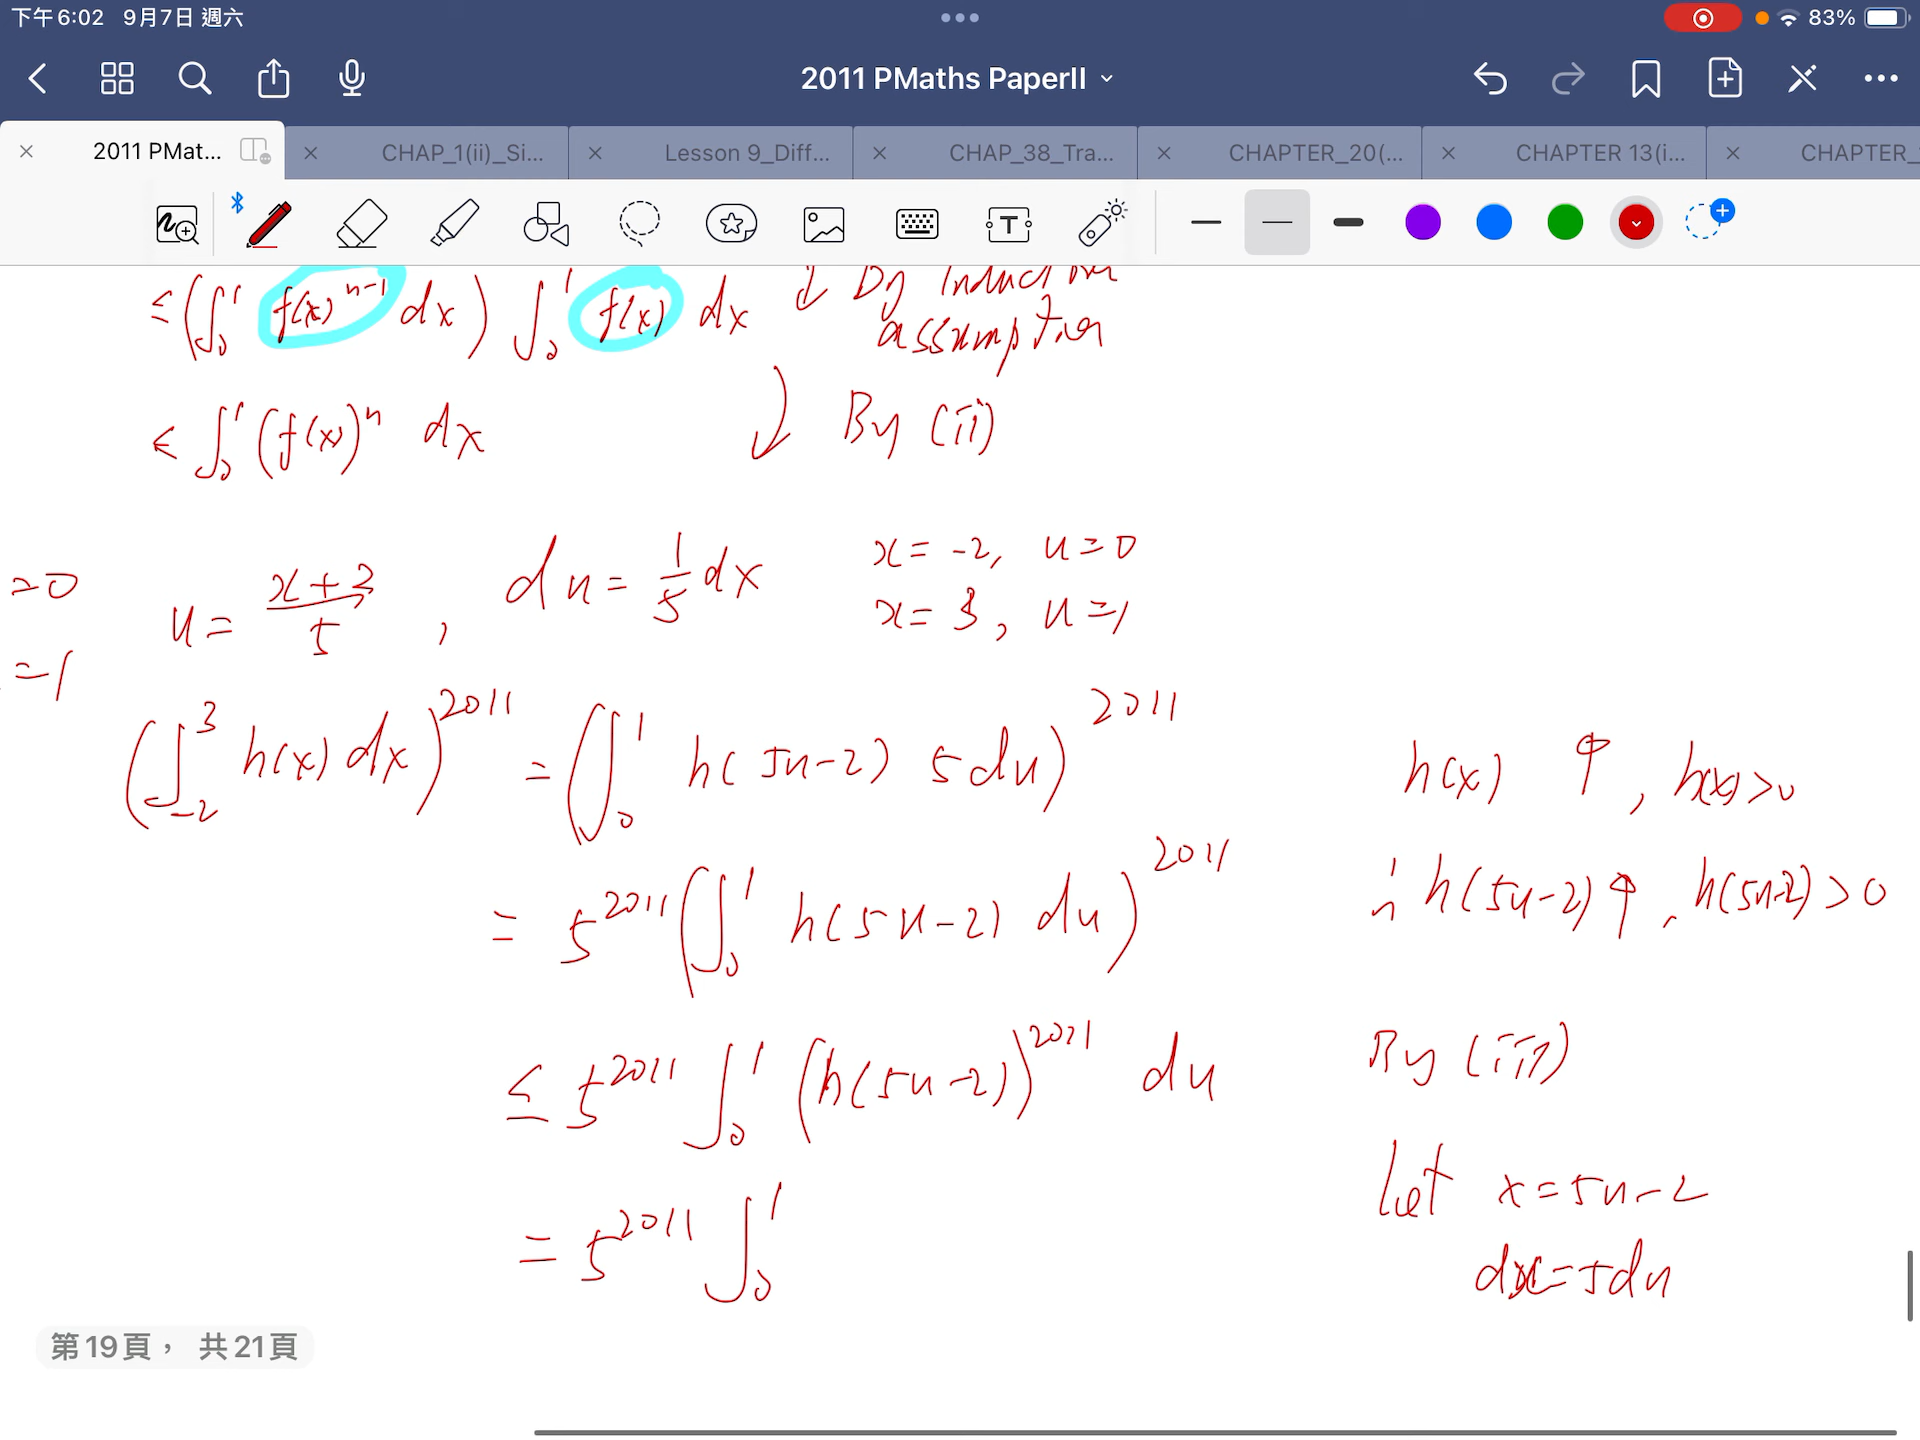 下午6:02 9月7日 週六
83%
2011 PMaths PaperII
2011 PMat...
CHAP_1(ii)_Si...
Lesson 9_Diff...
CHAP_38_Tra...
CHAPTER_20(...
CHAPTER 13(i...
CHAPTER_
≤ (∫₀¹ f(x)ⁿ⁻¹ dx) ∫₀¹ f(x) dx ↓ By Induction
assumption
≤ ∫₀¹ (f(x))ⁿ dx ↓ By (ii)
=0
=1
u = (x+2)/5 , du = 1/5 dx
x = -2, u = 0
x = 3, u = 1
(∫₋₂³ h(x) dx)²⁰¹¹ = (∫₀¹ h(5u-2) 5du)²⁰¹¹
h(x) ↑, h(x)>0
= 5²⁰¹¹ (∫₀¹ h(5u-2) du)²⁰¹¹
∴ h(5u-2) ↑, h(5u-2) > 0
≤ 5²⁰¹¹ ∫₀¹ (h(5u-2))²⁰¹¹ du
By (iii)
= 5²⁰¹¹ ∫₀¹
Let x = 5u-2
dx = 5du
第19頁， 共21頁